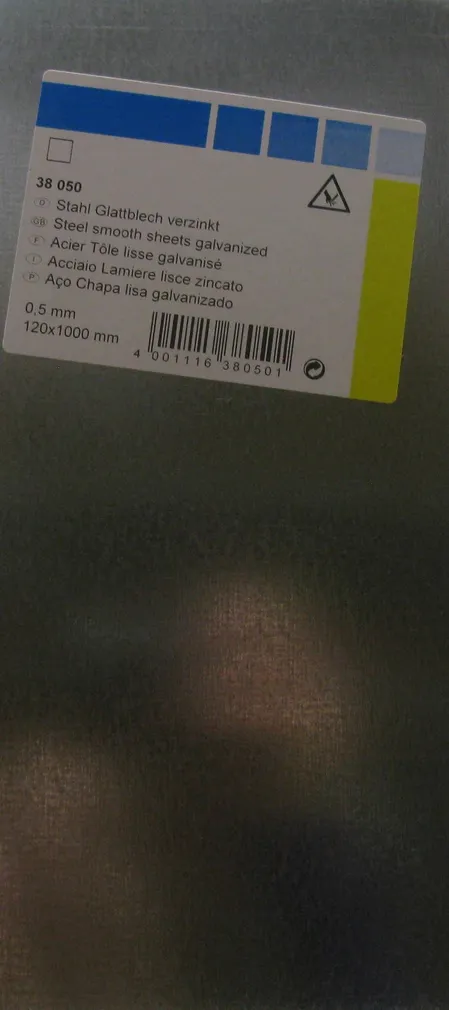 38 050
D Stahl Glattblech verzinkt
GB Steel smooth sheets galvanized
F Acier Tôle lisse galvanisé
I Acciaio Lamiere lisce zincato
P Aço Chapa lisa galvanizado
0,5 mm
120x1000 mm
4 001116 380501